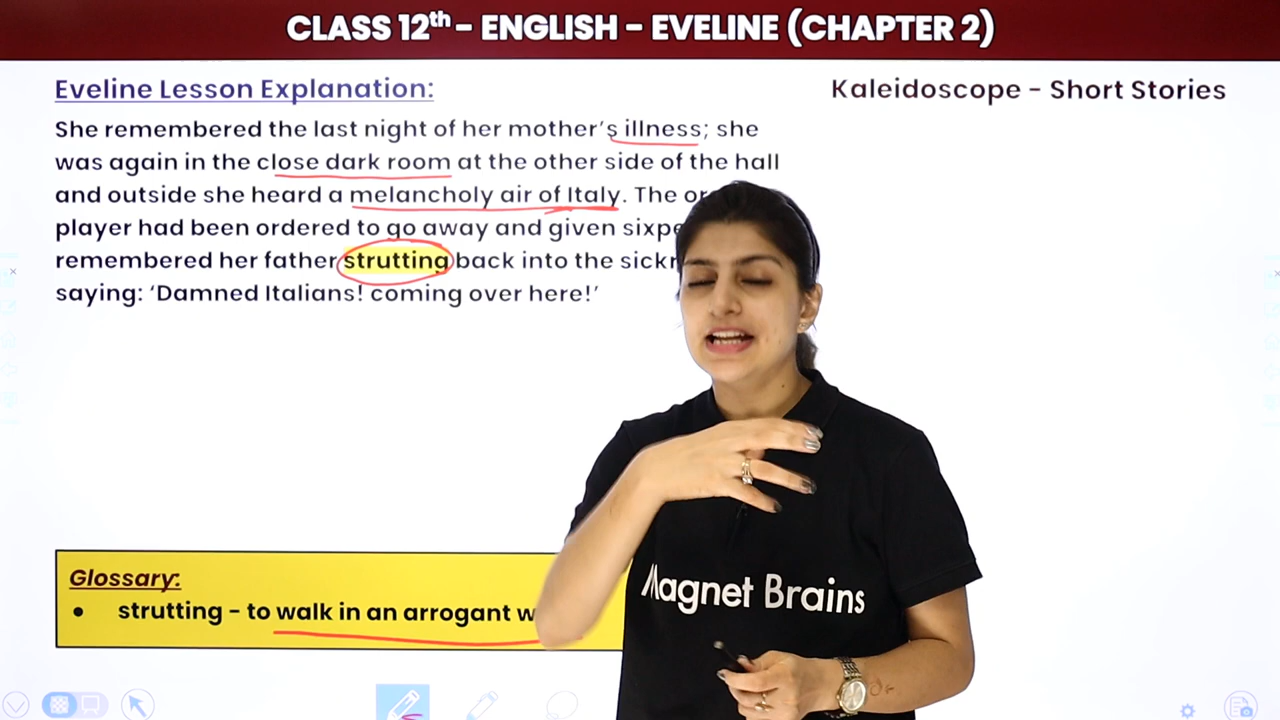 CLASS 12th - ENGLISH - EVELINE (CHAPTER 2)
Eveline Lesson Explanation:
Kaleidoscope - Short Stories
She remembered the last night of her mother's illness; she
was again in the close dark room at the other side of the hall
and outside she heard a melancholy air of Italy. The
player had been ordered to go away and given
remembered her father strutting back into the
saying: 'Damned Italians! coming over here!'
Glossary:
• strutting - to walk in an arrogant
Magnet Brains